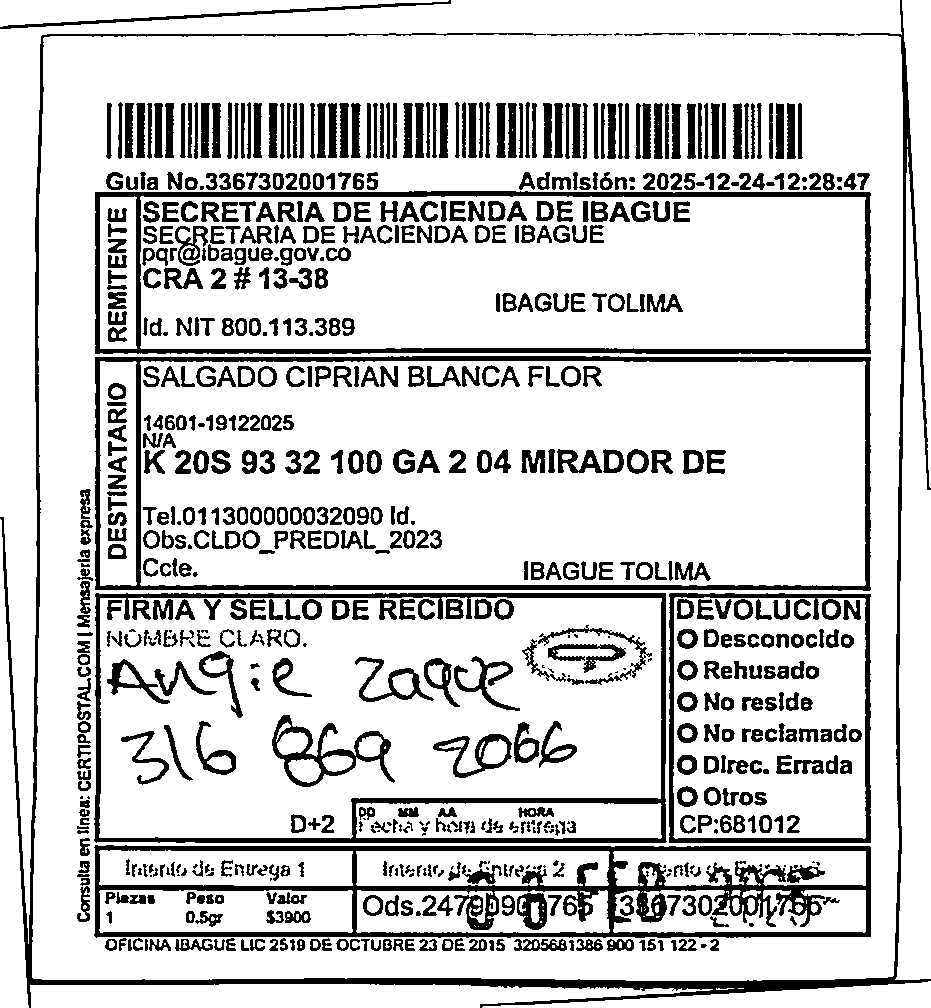 Guia No.3367302001765 Admisión: 2025-12-24-12:28:47
REMITENTE
SECRETARIA DE HACIENDA DE IBAGUE
SECRETARIA DE HACIENDA DE IBAGUE
pqr@ibague.gov.co
CRA 2 # 13-38
IBAGUE TOLIMA
Id. NIT 800.113.389
DESTINATARIO
SALGADO CIPRIAN BLANCA FLOR
14601-19122025
N/A
K 20S 93 32 100 GA 2 04 MIRADOR DE
Tel.011300000032090 Id.
Obs.CLDO_PREDIAL_2023
Ccte.
IBAGUE TOLIMA
Consulta en línea: CERTIPOSTAL.COM | Mensajería expresa
FIRMA Y SELLO DE RECIBIDO
NOMBRE CLARO.
Angie Zaque
316 869 2066
D+2
DD MM AA HORA
Fecha y hora de entrega
DEVOLUCION
Desconocido
Rehusado
No reside
No reclamado
Direc. Errada
Otros
CP:681012
Intento de Entrega 1 Intento de Entrega 2 Intento de Entrega 3
Piezas Peso Valor
1 0.5gr $3900
FEB
3367302001765
OFICINA IBAGUE LIC 2519 DE OCTUBRE 23 DE 2015 3205681386 900 151 122 - 2